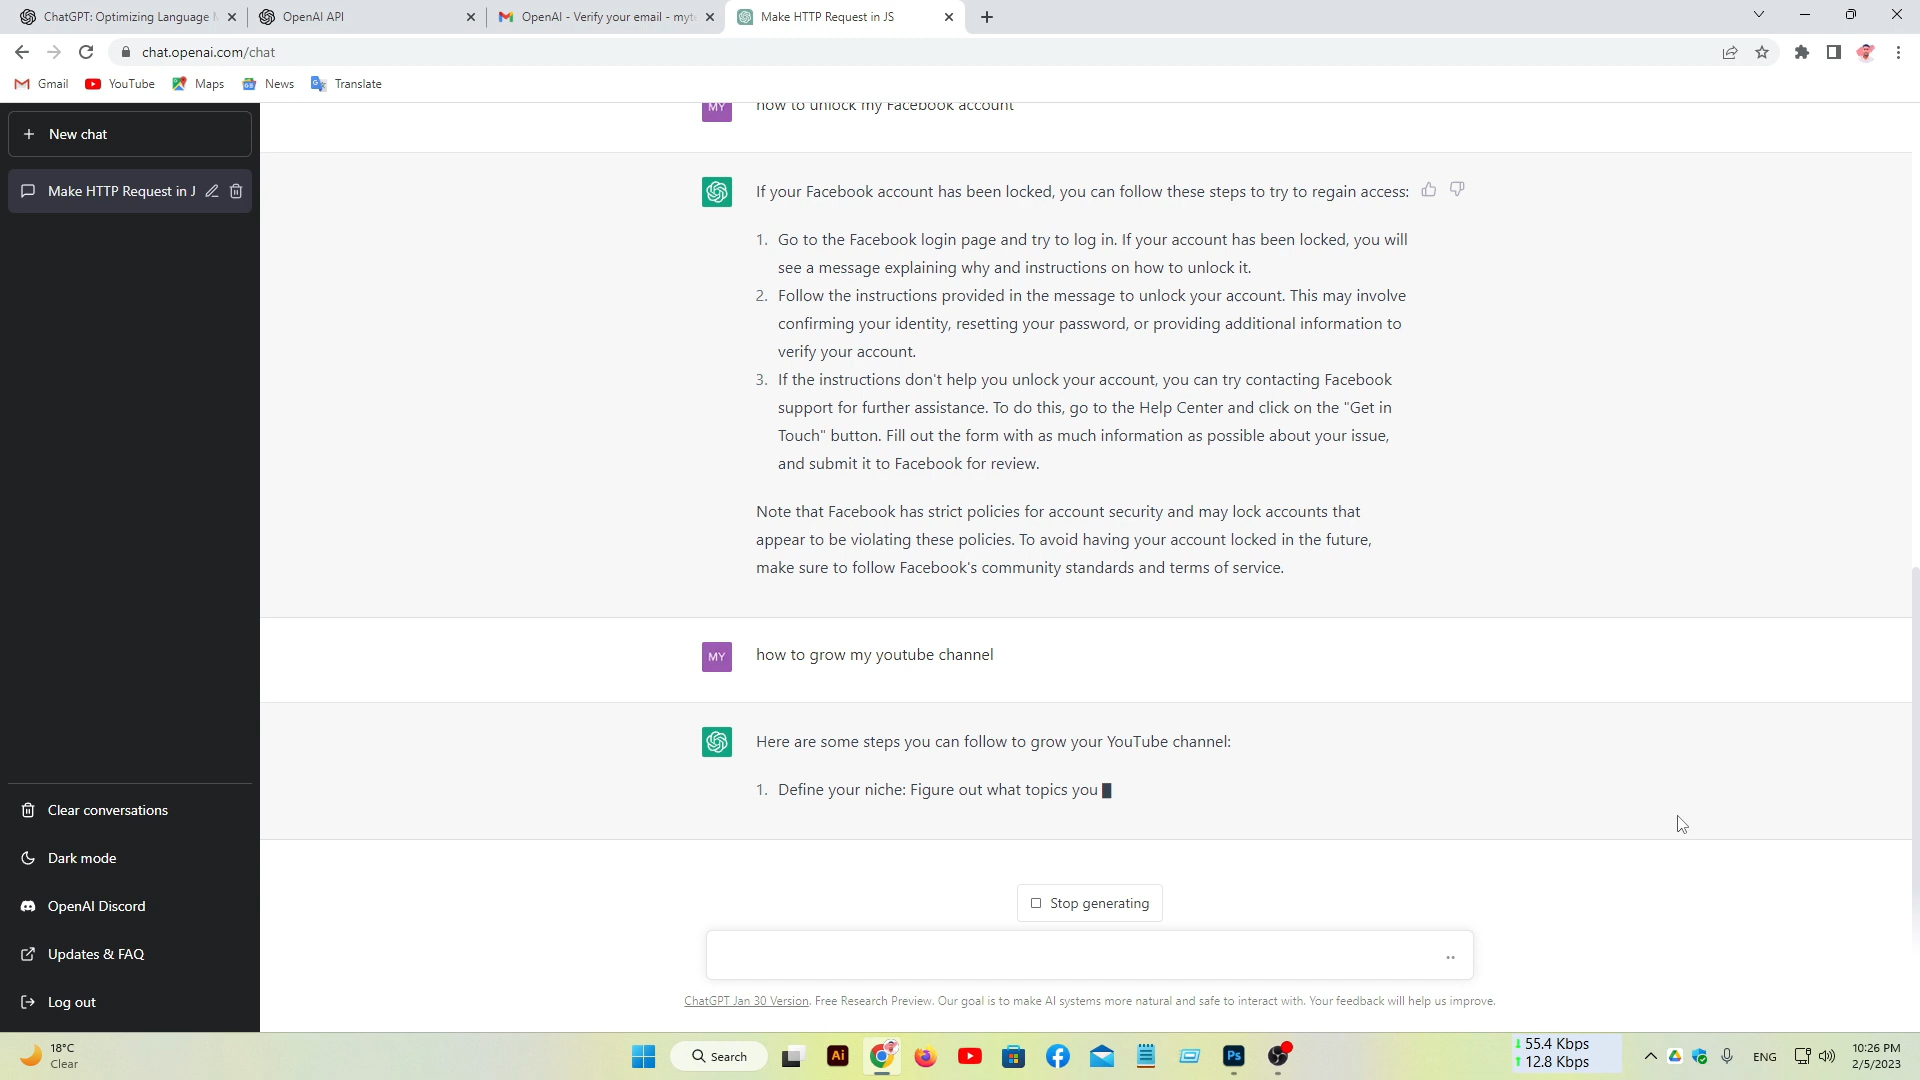 ChatGPT: Optimizing Language
OpenAI API
OpenAI - Verify your email - myt
Make HTTP Request in JS
chat.openai.com/chat
Gmail
YouTube
Maps
News
Translate
New chat
Make HTTP Request in J
how to unlock my Facebook account
MY
If your Facebook account has been locked, you can follow these steps to try to regain access:
1. Go to the Facebook login page and try to log in. If your account has been locked, you will
see a message explaining why and instructions on how to unlock it.
2. Follow the instructions provided in the message to unlock your account. This may involve
confirming your identity, resetting your password, or providing additional information to
verify your account.
3. If the instructions don't help you unlock your account, you can try contacting Facebook
support for further assistance. To do this, go to the Help Center and click on the "Get in
Touch" button. Fill out the form with as much information as possible about your issue,
and submit it to Facebook for review.
Note that Facebook has strict policies for account security and may lock accounts that
appear to be violating these policies. To avoid having your account locked in the future,
make sure to follow Facebook's community standards and terms of service.
MY
how to grow my youtube channel
Here are some steps you can follow to grow your YouTube channel:
1. Define your niche: Figure out what topics you
Clear conversations
Dark mode
OpenAI Discord
Updates & FAQ
Log out
Stop generating
ChatGPT Jan 30 Version. Free Research Preview. Our goal is to make AI systems more natural and safe to interact with. Your feedback will help us improve.
18°C
Clear
Search
Ai
Ps
55.4 Kbps
12.8 Kbps
ENG
10:26 PM
2/5/2023